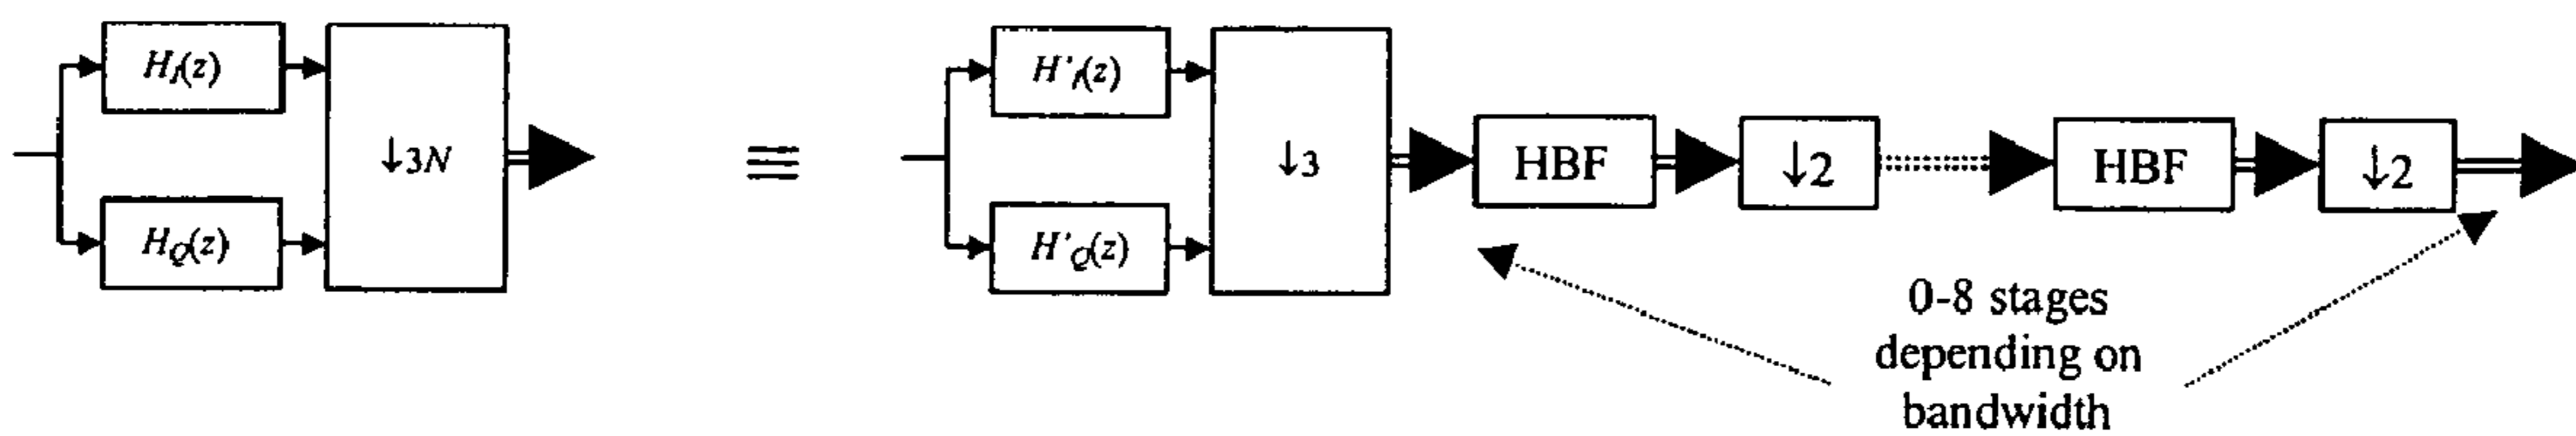 H_I(z)
H_Q(z)
↓3N
≡
H'_I(z)
H'_Q(z)
↓3
HBF
↓2
HBF
↓2
0-8 stages
depending on
bandwidth